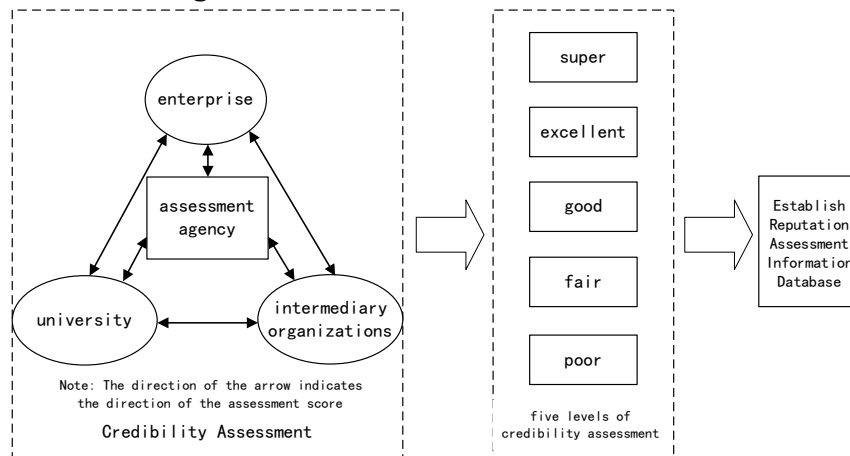 enterprise
assessment
agency
university
intermediary
organizations
Note: The direction of the arrow indicates
the direction of the assessment score
Credibility Assessment
super
excellent
good
fair
poor
five levels of
credibility assessment
Establish
Reputation
Assessment
Information
Database